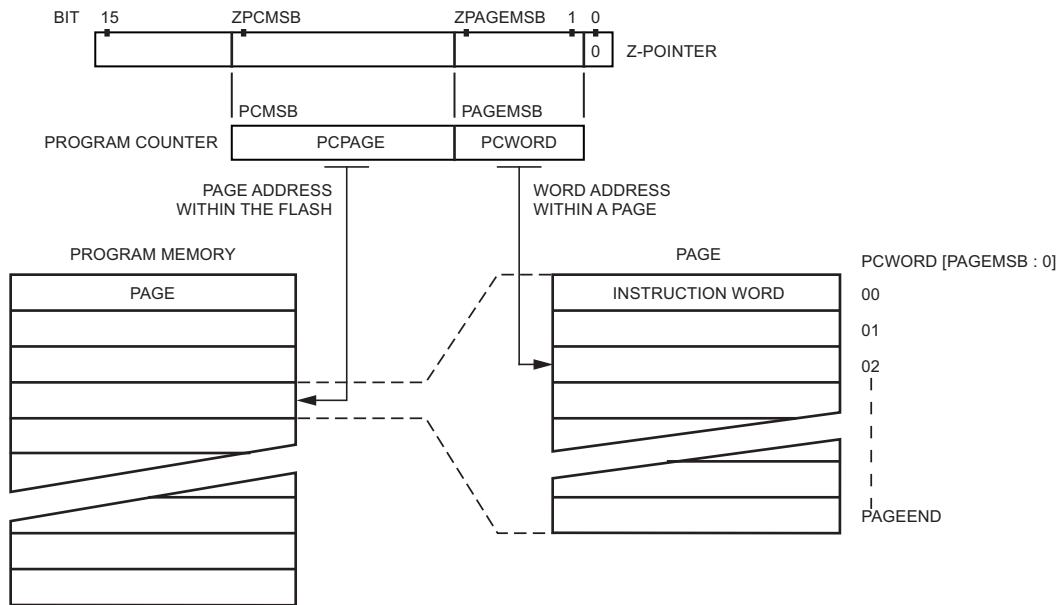 BIT 15 ZPCMSB ZPAGEMSB 1 0
0 Z-POINTER
PCMSB PAGEMSB
PROGRAM COUNTER PCPAGE PCWORD
PAGE ADDRESS
WITHIN THE FLASH
WORD ADDRESS
WITHIN A PAGE
PROGRAM MEMORY
PAGE
PAGE
INSTRUCTION WORD
PCWORD [PAGEMSB : 0]
00
01
02
PAGEEND